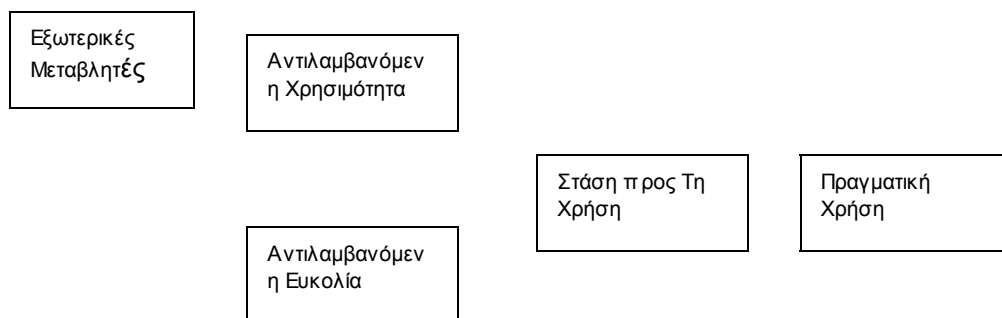 Εξωτερικές
Μεταβλητές
Αντιλαμβανόμεν
η Χρησιμότητα
Στάση προς Τη
Χρήση
Πραγματική
Χρήση
Αντιλαμβανόμεν
η Ευκολία